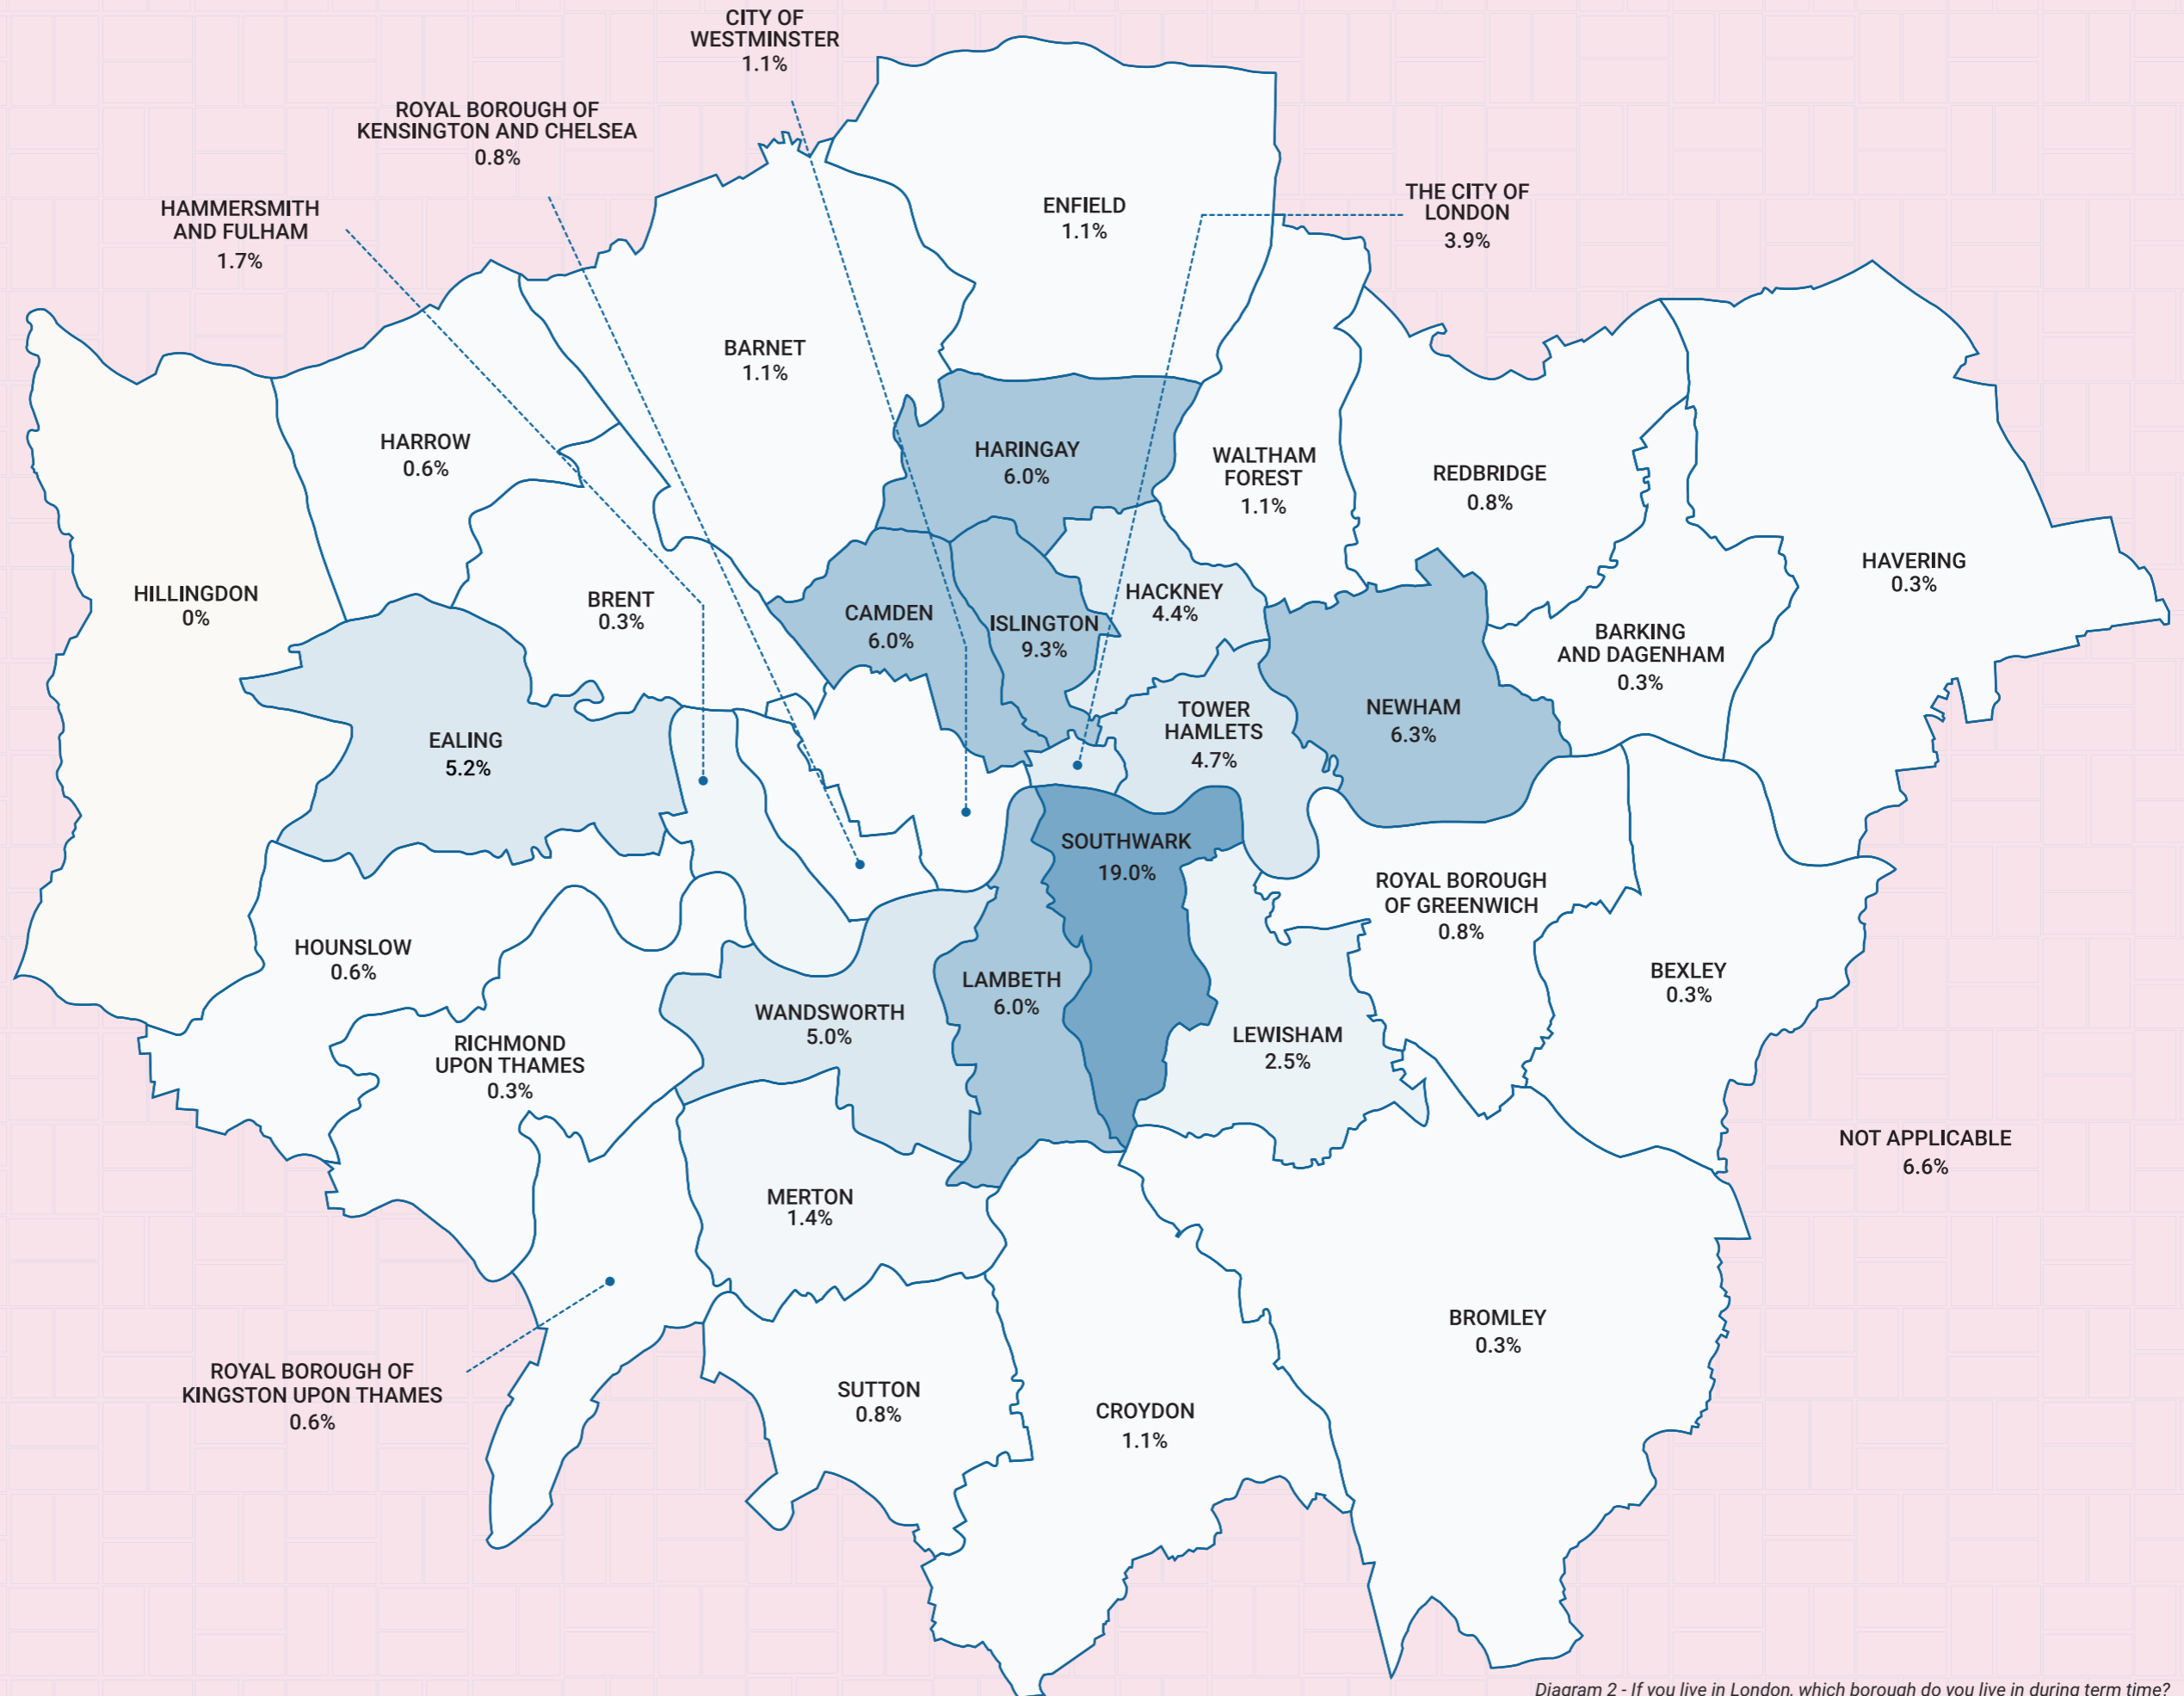 CITY OF
WESTMINSTER
1.1%
ROYAL BOROUGH OF
KENSINGTON AND CHELSEA
0.8%
HAMMERSMITH
AND FULHAM
1.7%
THE CITY OF
LONDON
3.9%
ENFIELD
1.1%
BARNET
1.1%
HARROW
0.6%
HARINGAY
6.0%
WALTHAM
FOREST
1.1%
REDBRIDGE
0.8%
HAVERING
0.3%
HILLINGDON
0%
BRENT
0.3%
CAMDEN
6.0%
ISLINGTON
9.3%
HACKNEY
4.4%
BARKING
AND DAGENHAM
0.3%
EALING
5.2%
TOWER
HAMLETS
4.7%
NEWHAM
6.3%
SOUTHWARK
19.0%
ROYAL BOROUGH
OF GREENWICH
0.8%
HOUNSLOW
0.6%
LAMBETH
6.0%
BEXLEY
0.3%
WANDSWORTH
5.0%
RICHMOND
UPON THAMES
0.3%
LEWISHAM
2.5%
NOT APPLICABLE
6.6%
MERTON
1.4%
BROMLEY
0.3%
ROYAL BOROUGH OF
KINGSTON UPON THAMES
0.6%
SUTTON
0.8%
CROYDON
1.1%
Diagram 2 - If you live in London, which borough do you live in during term time?